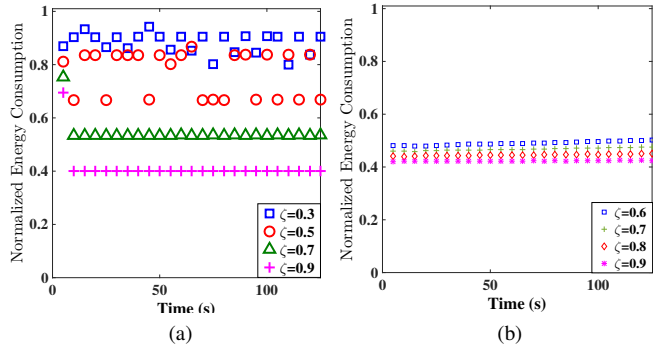 Normalized Energy Consumption
1
0.8
0.6
0.4
0.2
0
0
50
100
Time (s)
ζ=0.3
ζ=0.5
ζ=0.7
ζ=0.9
(a)
Normalized Energy Consumption
1
0.8
0.6
0.4
0.2
0
0
50
100
Time (s)
ζ=0.6
ζ=0.7
ζ=0.8
ζ=0.9
(b)